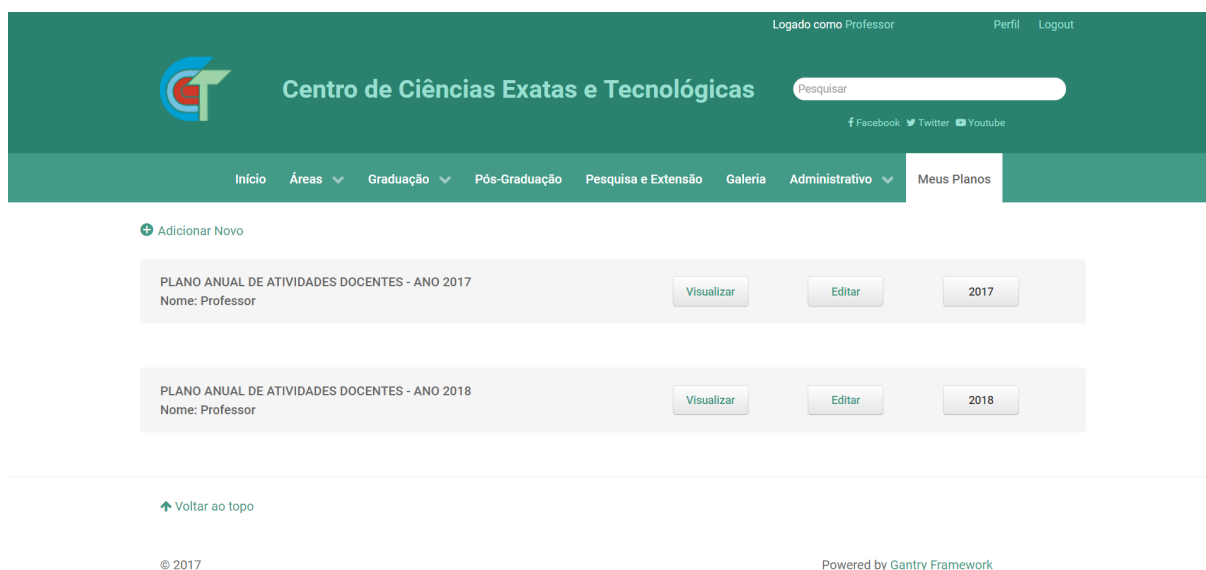 Logado como Professor Perfil Logout
CCT
Centro de Ciências Exatas e Tecnológicas
Pesquisar
Facebook Twitter Youtube
Início Áreas Graduação Pós-Graduação Pesquisa e Extensão Galeria Administrativo Meus Planos
Adicionar Novo
PLANO ANUAL DE ATIVIDADES DOCENTES - ANO 2017
Nome: Professor
Visualizar Editar 2017
PLANO ANUAL DE ATIVIDADES DOCENTES - ANO 2018
Nome: Professor
Visualizar Editar 2018
Voltar ao topo
© 2017 Powered by Gantry Framework